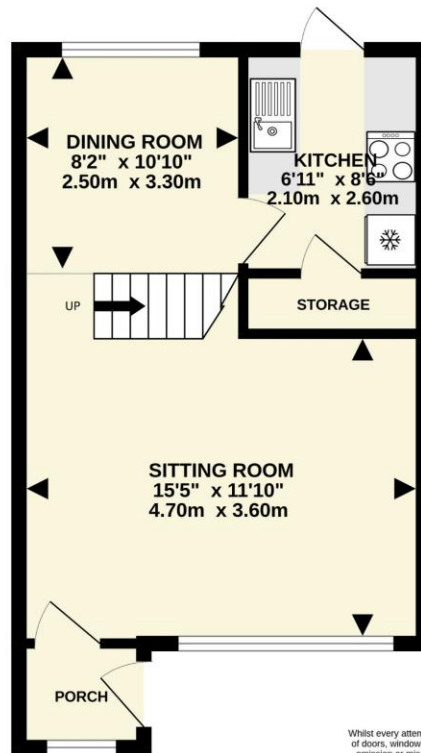 DINING ROOM
8'2" x 10'10"
2.50m x 3.30m
KITCHEN
6'11" x 8'6"
2.10m x 2.60m
UP
STORAGE
SITTING ROOM
15'5" x 11'10"
4.70m x 3.60m
PORCH
Whilst every
of doors, window